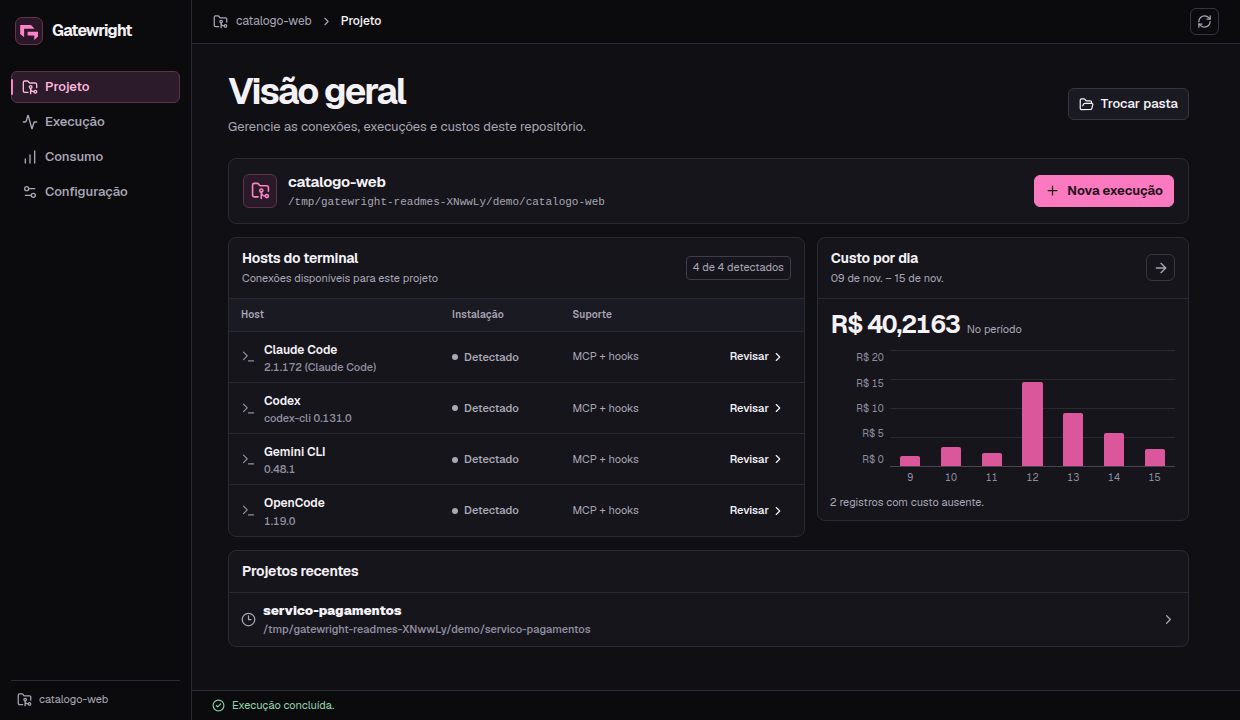 Gatewright
Projeto
Execução
Consumo
Configuração
catalogo-web
catalogo-web > Projeto
Visão geral
Gerencie as conexões, execuções e custos deste repositório.
Trocar pasta
catalogo-web
/tmp/gatewright-readmes-XNwwLy/demo/catalogo-web
Nova execução
Hosts do terminal
Conexões disponíveis para este projeto
4 de 4 detectados
Host Instalação Suporte
Claude Code
2.1.172 (Claude Code)
Detectado MCP + hooks Revisar
Codex
codex-cli 0.131.0
Detectado MCP + hooks Revisar
Gemini CLI
0.48.1
Detectado MCP + hooks Revisar
OpenCode
1.19.0
Detectado MCP + hooks Revisar
Custo por dia
09 de nov. – 15 de nov.
R$ 40,2163 No período
R$ 20
R$ 15
R$ 10
R$ 5
R$ 0
9 10 11 12 13 14 15
2 registros com custo ausente.
Projetos recentes
servico-pagamentos
/tmp/gatewright-readmes-XNwwLy/demo/servico-pagamentos
Execução concluída.